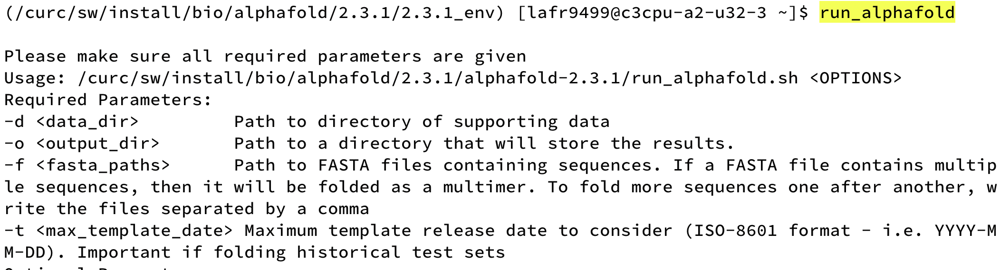 (/curc/sw/install/bio/alphafold/2.3.1/2.3.1_env) [lafr9499@c3cpu-a2-u32-3 ~]$ run_alphafold
Please make sure all required parameters are given
Usage: /curc/sw/install/bio/alphafold/2.3.1/alphafold-2.3.1/run_alphafold.sh <OPTIONS>
Required Parameters:
-d <data_dir>         Path to directory of supporting data
-o <output_dir>       Path to a directory that will store the results.
-f <fasta_paths>      Path to FASTA files containing sequences. If a FASTA file contains multip
le sequences, then it will be folded as a multimer. To fold more sequences one after another, w
rite the files separated by a comma
-t <max_template_date> Maximum template release date to consider (ISO-8601 format - i.e. YYYY-M
M-DD). Important if folding historical test sets